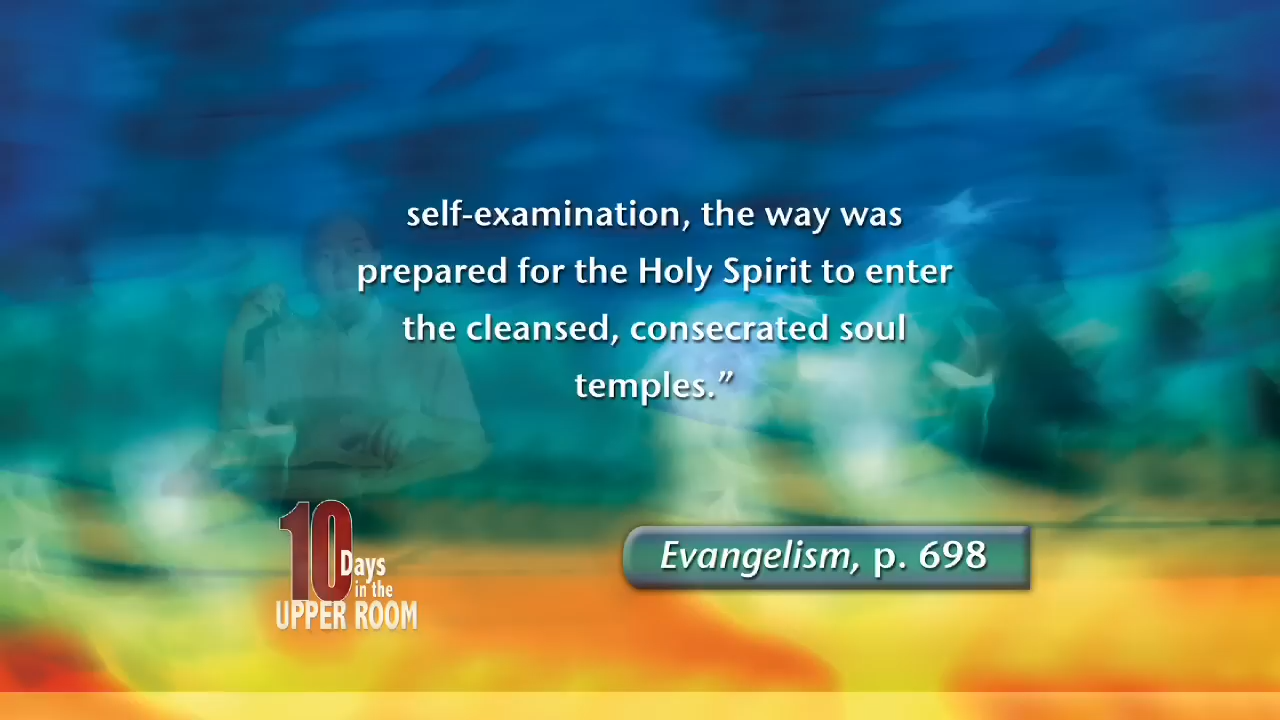 self-examination, the way was
prepared for the Holy Spirit to enter
the cleansed, consecrated soul
temples.”
10
Days
in the
UPPER ROOM
Evangelism, p. 698